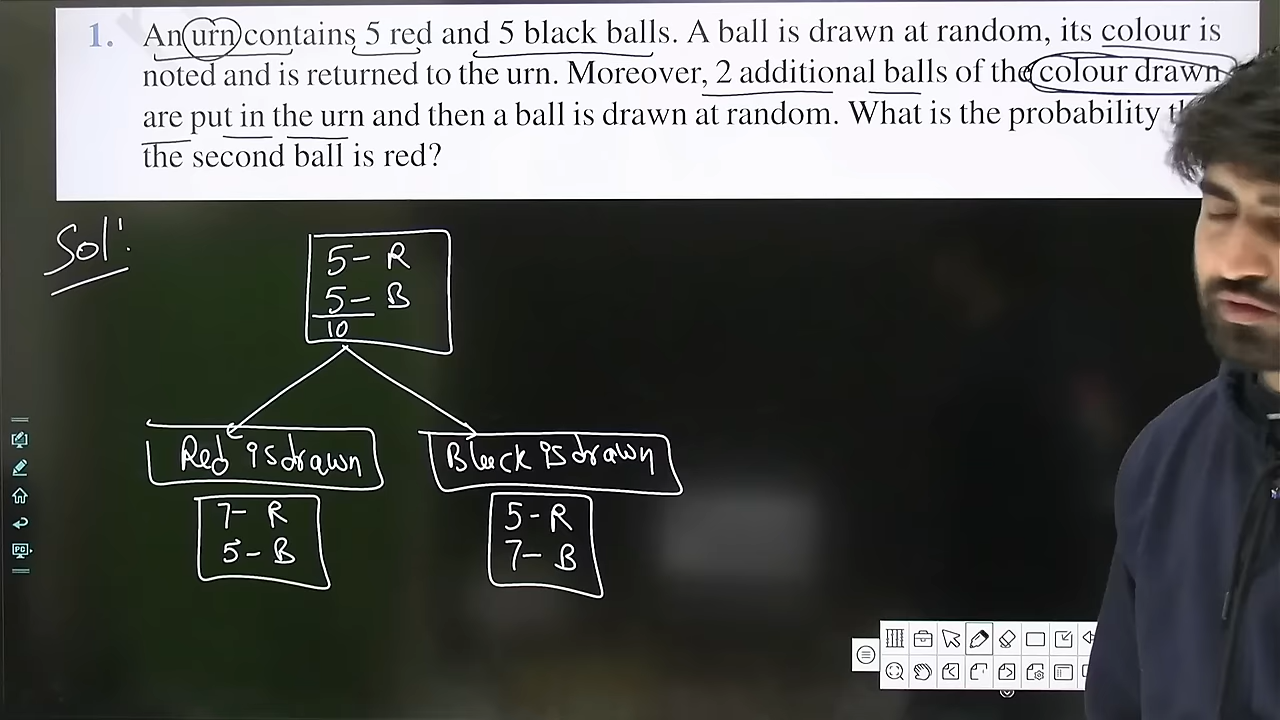 1. An urn contains 5 red and 5 black balls. A ball is drawn at random, its colour is
noted and is returned to the urn. Moreover, 2 additional balls of the colour drawn
are put in the urn and then a ball is drawn at random. What is the probability
the second ball is red?
Sol:
5- R
5- B
10
Red is drawn
Black is drawn
7- R
5- B
5- R
7- B